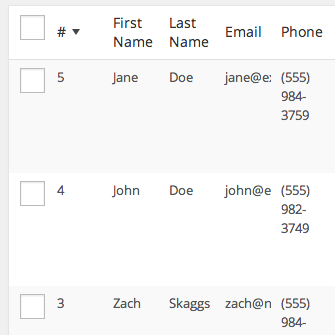 # ▼ First Name Last Name Email Phone
5 Jane Doe jane@e (555) 984-3759
4 John Doe john@e (555) 982-3749
3 Zach Skaggs zach@n (555) 984-